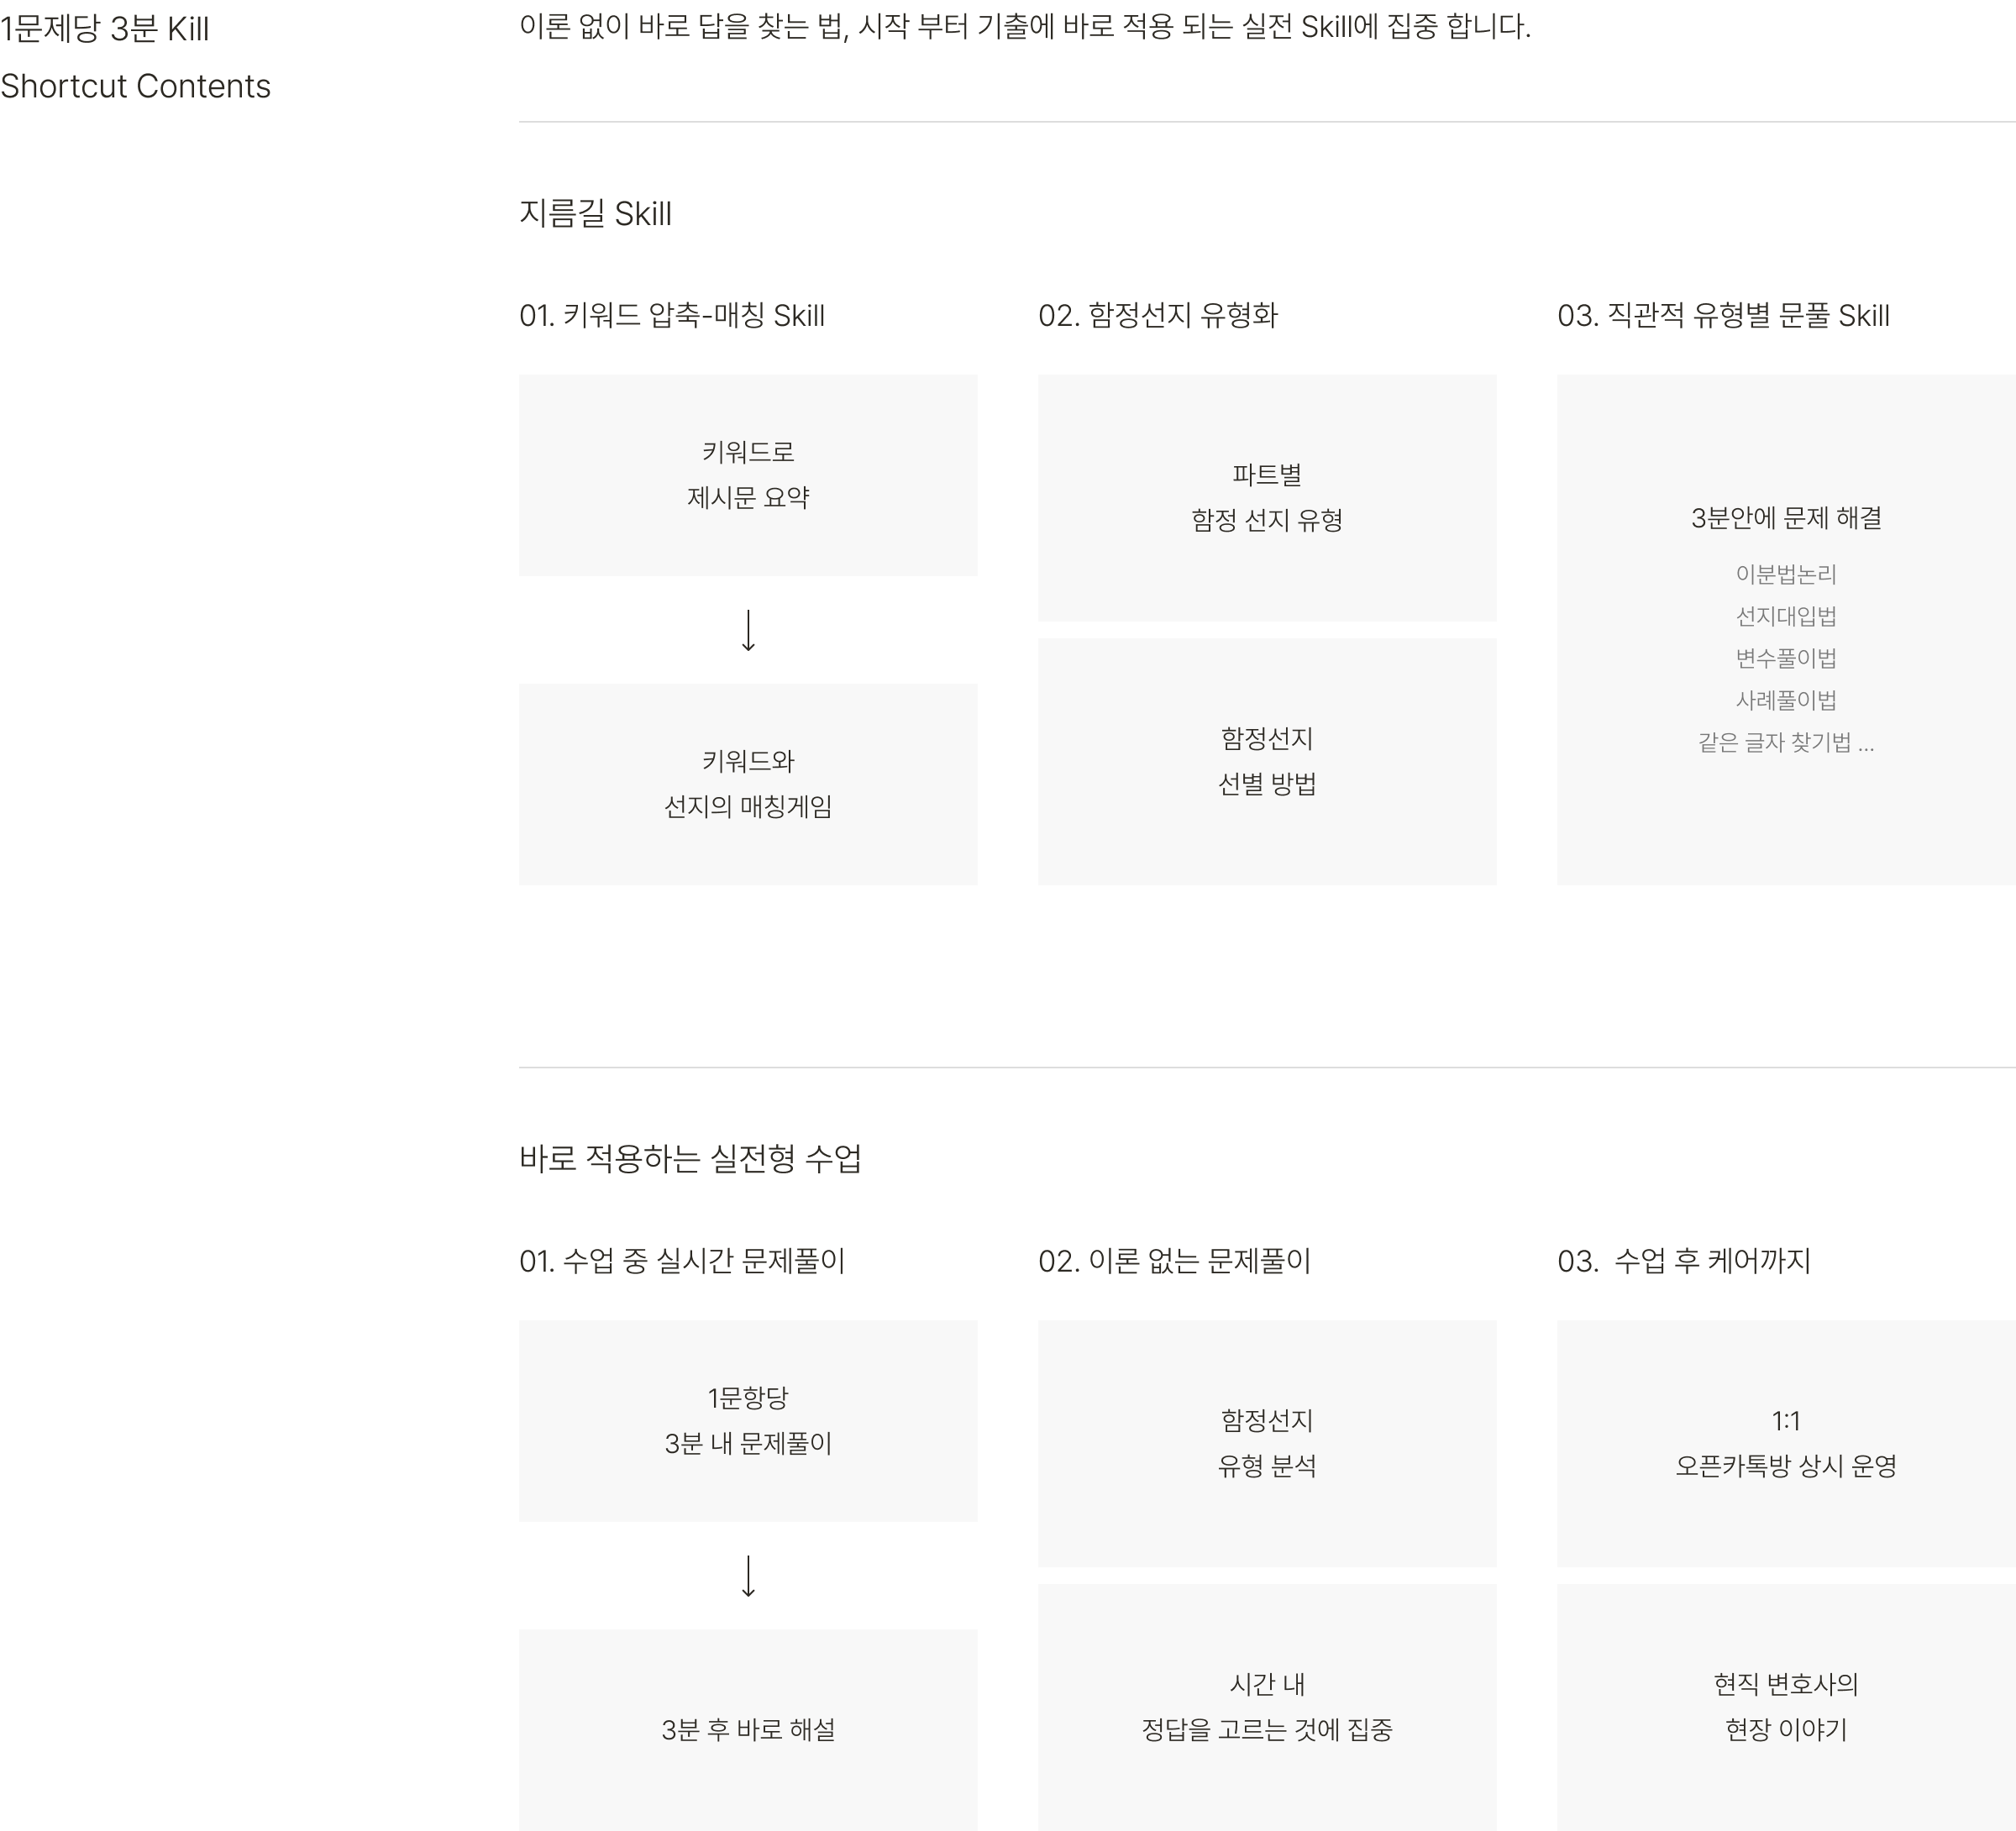 1문제당 3분 Kill
Shortcut Contents
이론 없이 바로 답을 찾는 법, 시작 부터 기출에 바로 적용 되는 실전 Skill에 집중 합니다.
지름길 Skill
01. 키워드 압축-매칭 Skill
키워드로
제시문 요약
↓
키워드와
선지의 매칭게임
02. 함정선지 유형화
파트별
함정 선지 유형
함정선지
선별 방법
03. 직관적 유형별 문풀 Skill
3분안에 문제 해결
이분법논리
선지대입법
변수풀이법
사례풀이법
같은 글자 찾기법 ...
바로 적용하는 실전형 수업
01. 수업 중 실시간 문제풀이
1문항당
3분 내 문제풀이
↓
3분 후 바로 해설
02. 이론 없는 문제풀이
함정선지
유형 분석
시간 내
정답을 고르는 것에 집중
03. 수업 후 케어까지
1:1
오픈카톡방 상시 운영
현직 변호사의
현장 이야기